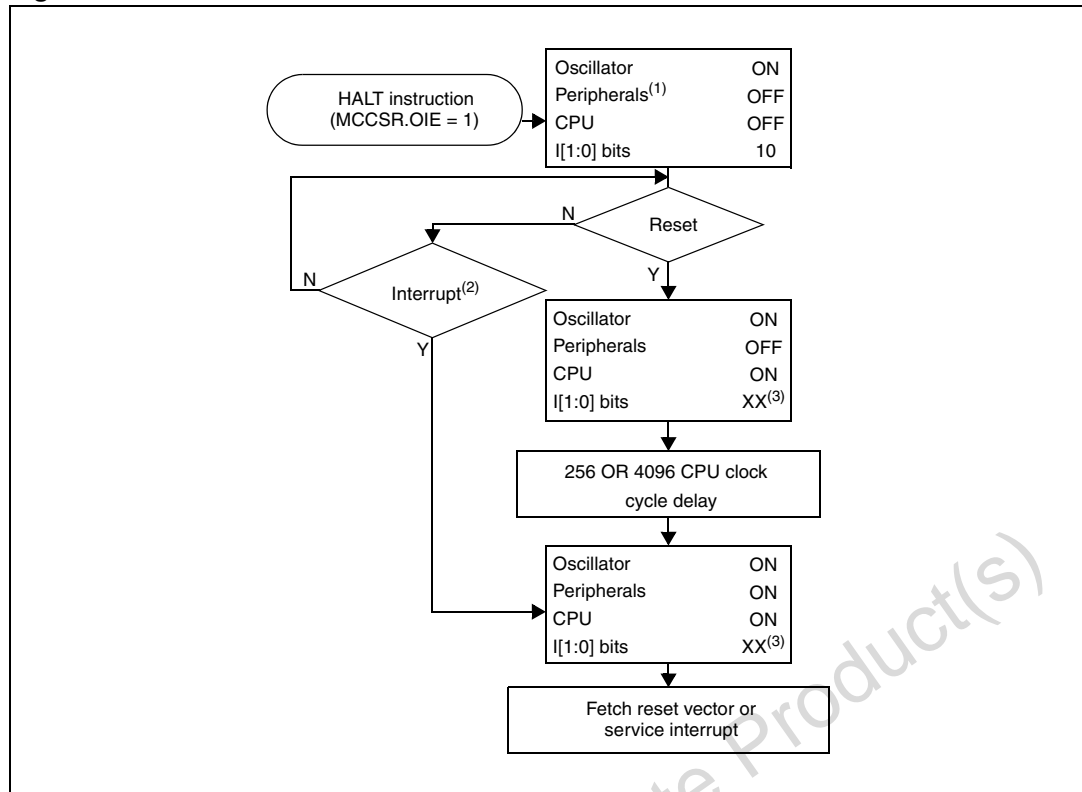 HALT instruction
(MCCSR.OIE = 1)
Oscillator ON
Peripherals(1) OFF
CPU OFF
I[1:0] bits 10
N
Reset
Y
N
Interrupt(2)
Y
Oscillator ON
Peripherals OFF
CPU ON
I[1:0] bits XX(3)
256 OR 4096 CPU clock
cycle delay
Oscillator ON
Peripherals ON
CPU ON
I[1:0] bits XX(3)
Fetch reset vector or
service interrupt
Product(s)